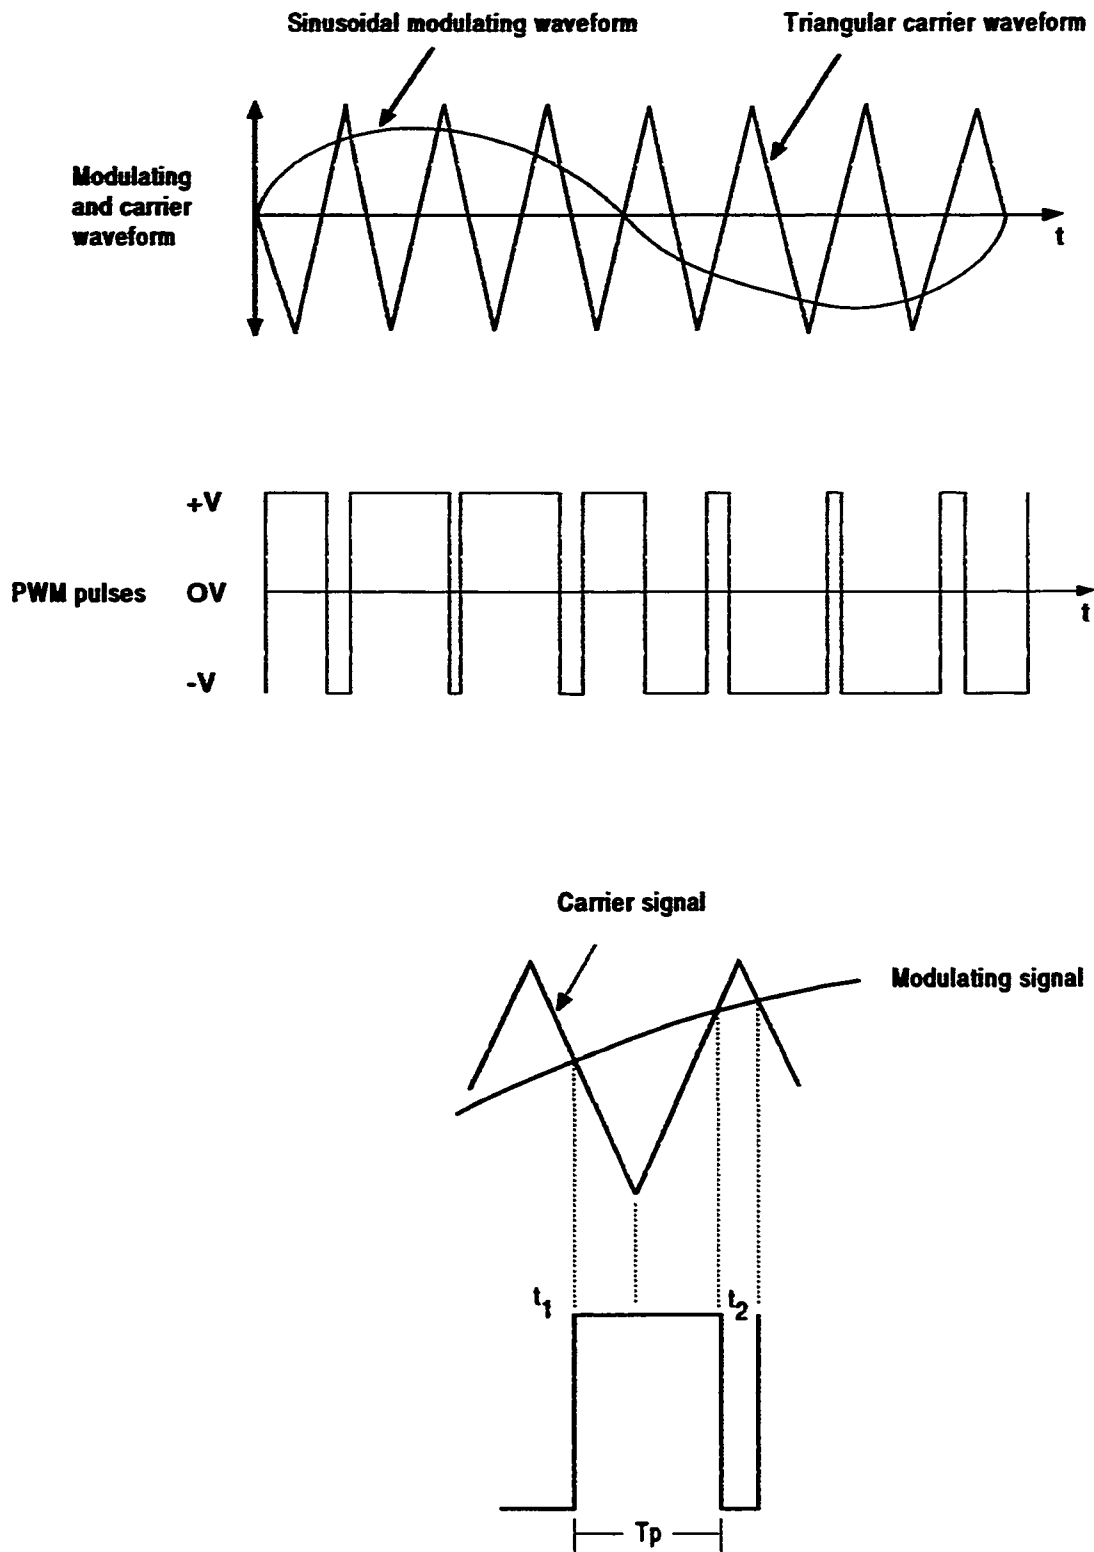 Sinusoidal modulating waveform
Triangular carrier waveform
Modulating
and carrier
waveform
t
+V
PWM pulses
OV
t
-V
Carrier signal
Modulating signal
t1
t2
Tp